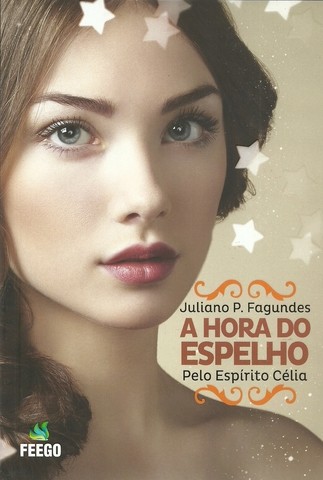 Juliano P. Fagundes
A HORA DO
ESPELHO
Pelo Espírito Célia
FEEGO